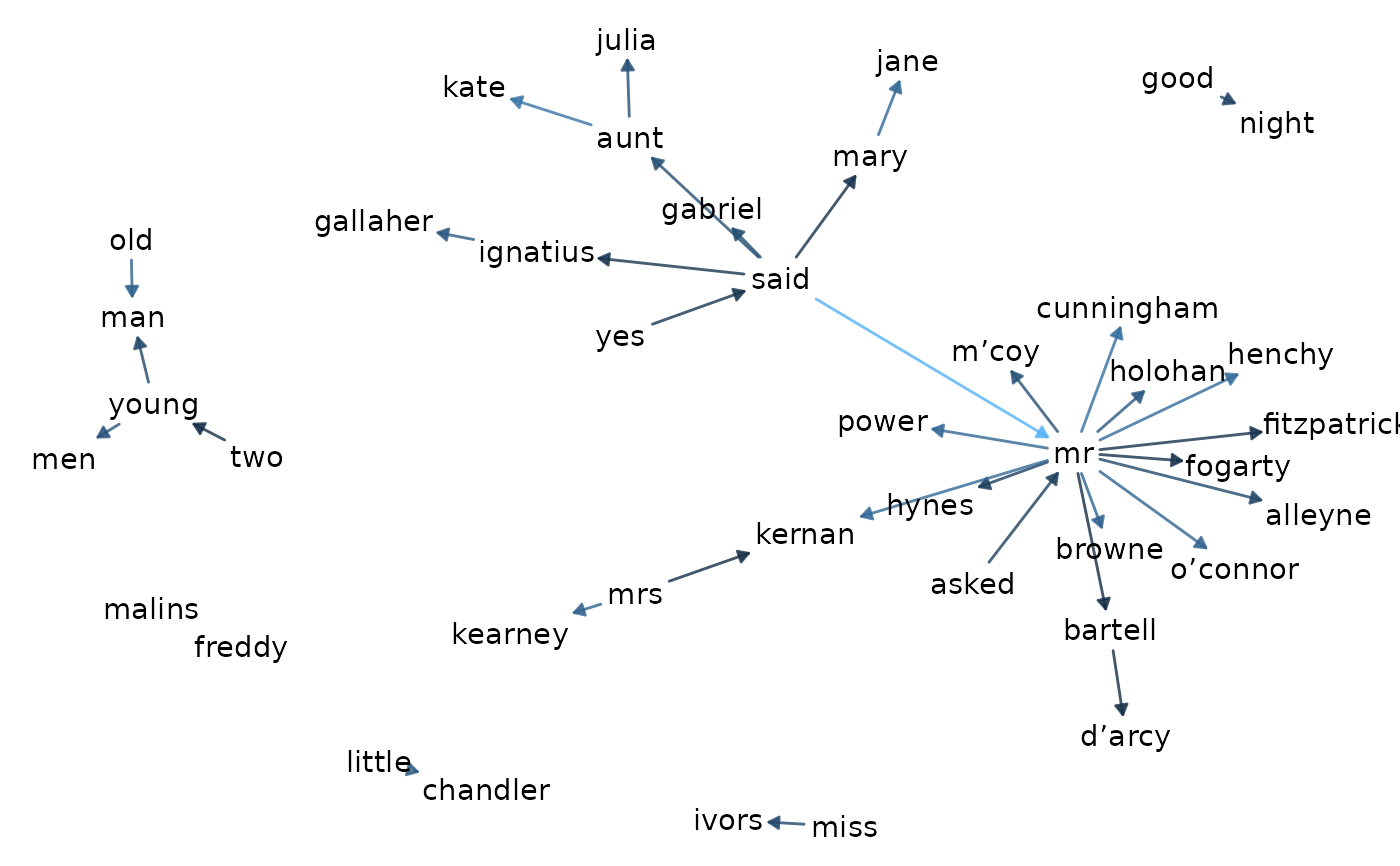 julia
jane
good
kate
night
aunt
mary
gabriel
gallaher
old
ignatius
said
cunningham
man
yes
m’coy
henchy
holohan
young
power
fitzpatrick
men
two
mr
fogarty
hynes
alleyne
kernan
browne
o’connor
asked
mrs
malins
bartell
kearney
freddy
d’arcy
little
chandler
ivors
miss